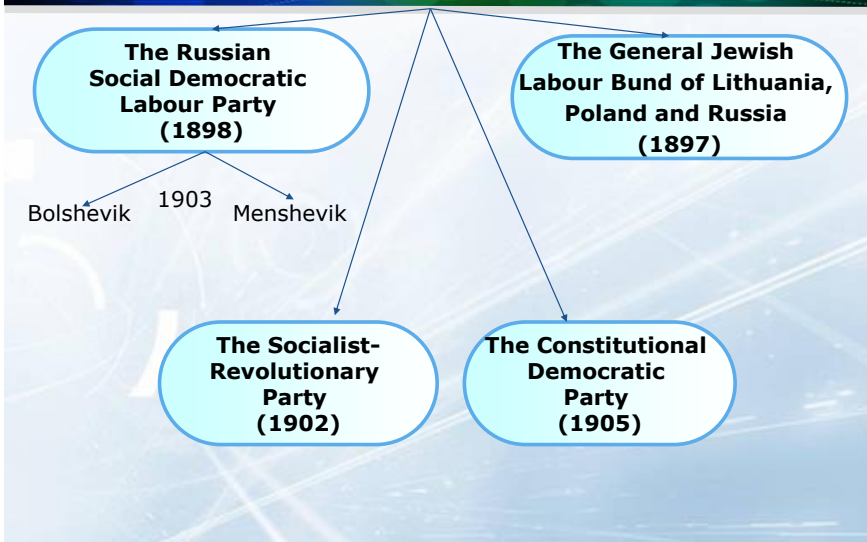 The Russian
Social Democratic
Labour Party
(1898)
The General Jewish
Labour Bund of Lithuania,
Poland and Russia
(1897)
Bolshevik
1903
Menshevik
The Socialist-
Revolutionary
Party
(1902)
The Constitutional
Democratic
Party
(1905)